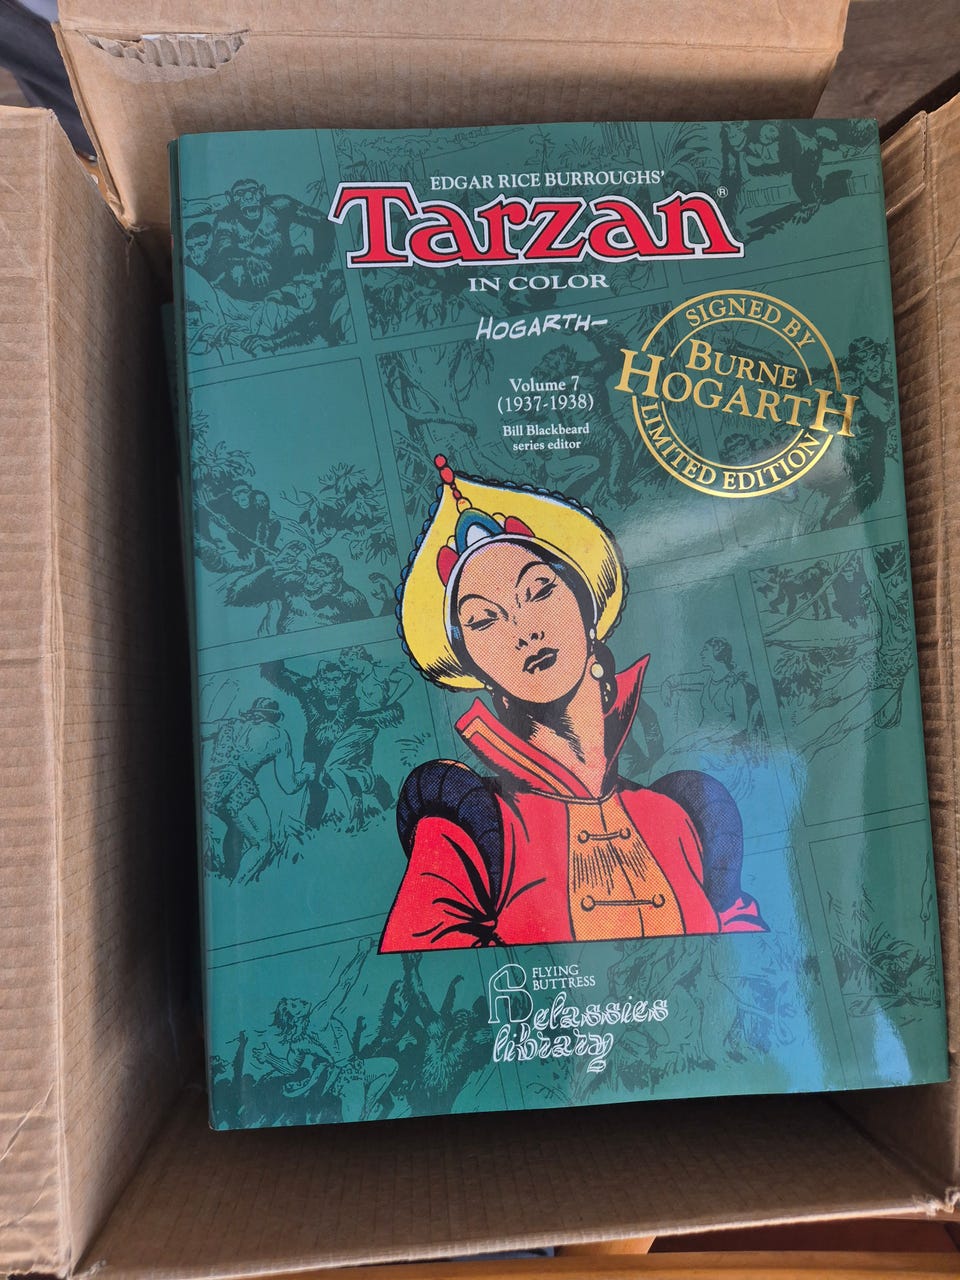 EDGAR RICE BURROUGHS'
Tarzan®
IN COLOR
HOGARTH–
SIGNED BY
BURNE
HOGARTH
LIMITED EDITION
Volume 7
(1937-1938)
Bill Blackbeard
series editor
FLYING
BUTTRESS
classics
library